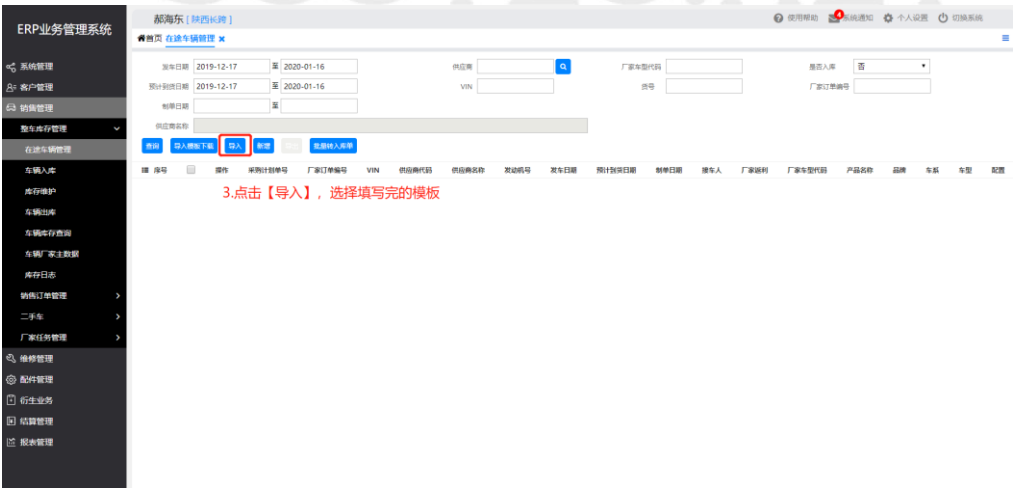 ERP业务管理系统
郝海东 [ 陕西长跨 ]
使用帮助 4 系统通知 个人设置 切换系统
首页 在途车辆管理
系统管理
客户管理
销售管理
整车库存管理
在途车辆管理
车辆入库
库存维护
车辆出库
车辆库存查询
车辆厂家主数据
库存日志
销售订单管理
二手车
厂家任务管理
维修管理
配件管理
衍生业务
结算管理
报表管理
发车日期 2019-12-17 至 2020-01-16 供应商 厂家车型代码 是否入库 否
预计到货日期 2019-12-17 至 2020-01-16 VIN 货号 厂家订单编号
制单日期 至
供应商名称
查询 导入模板下载 导入 新增 批量转入库单
序号 操作 采购计划单号 厂家订单编号 VIN 供应商代码 供应商名称 发动机号 发车日期 预计到货日期 制单日期 接车人 厂家返利 厂家车型代码 产品名称 品牌 车系 车型 配置
3.点击【导入】，选择填写完的模板